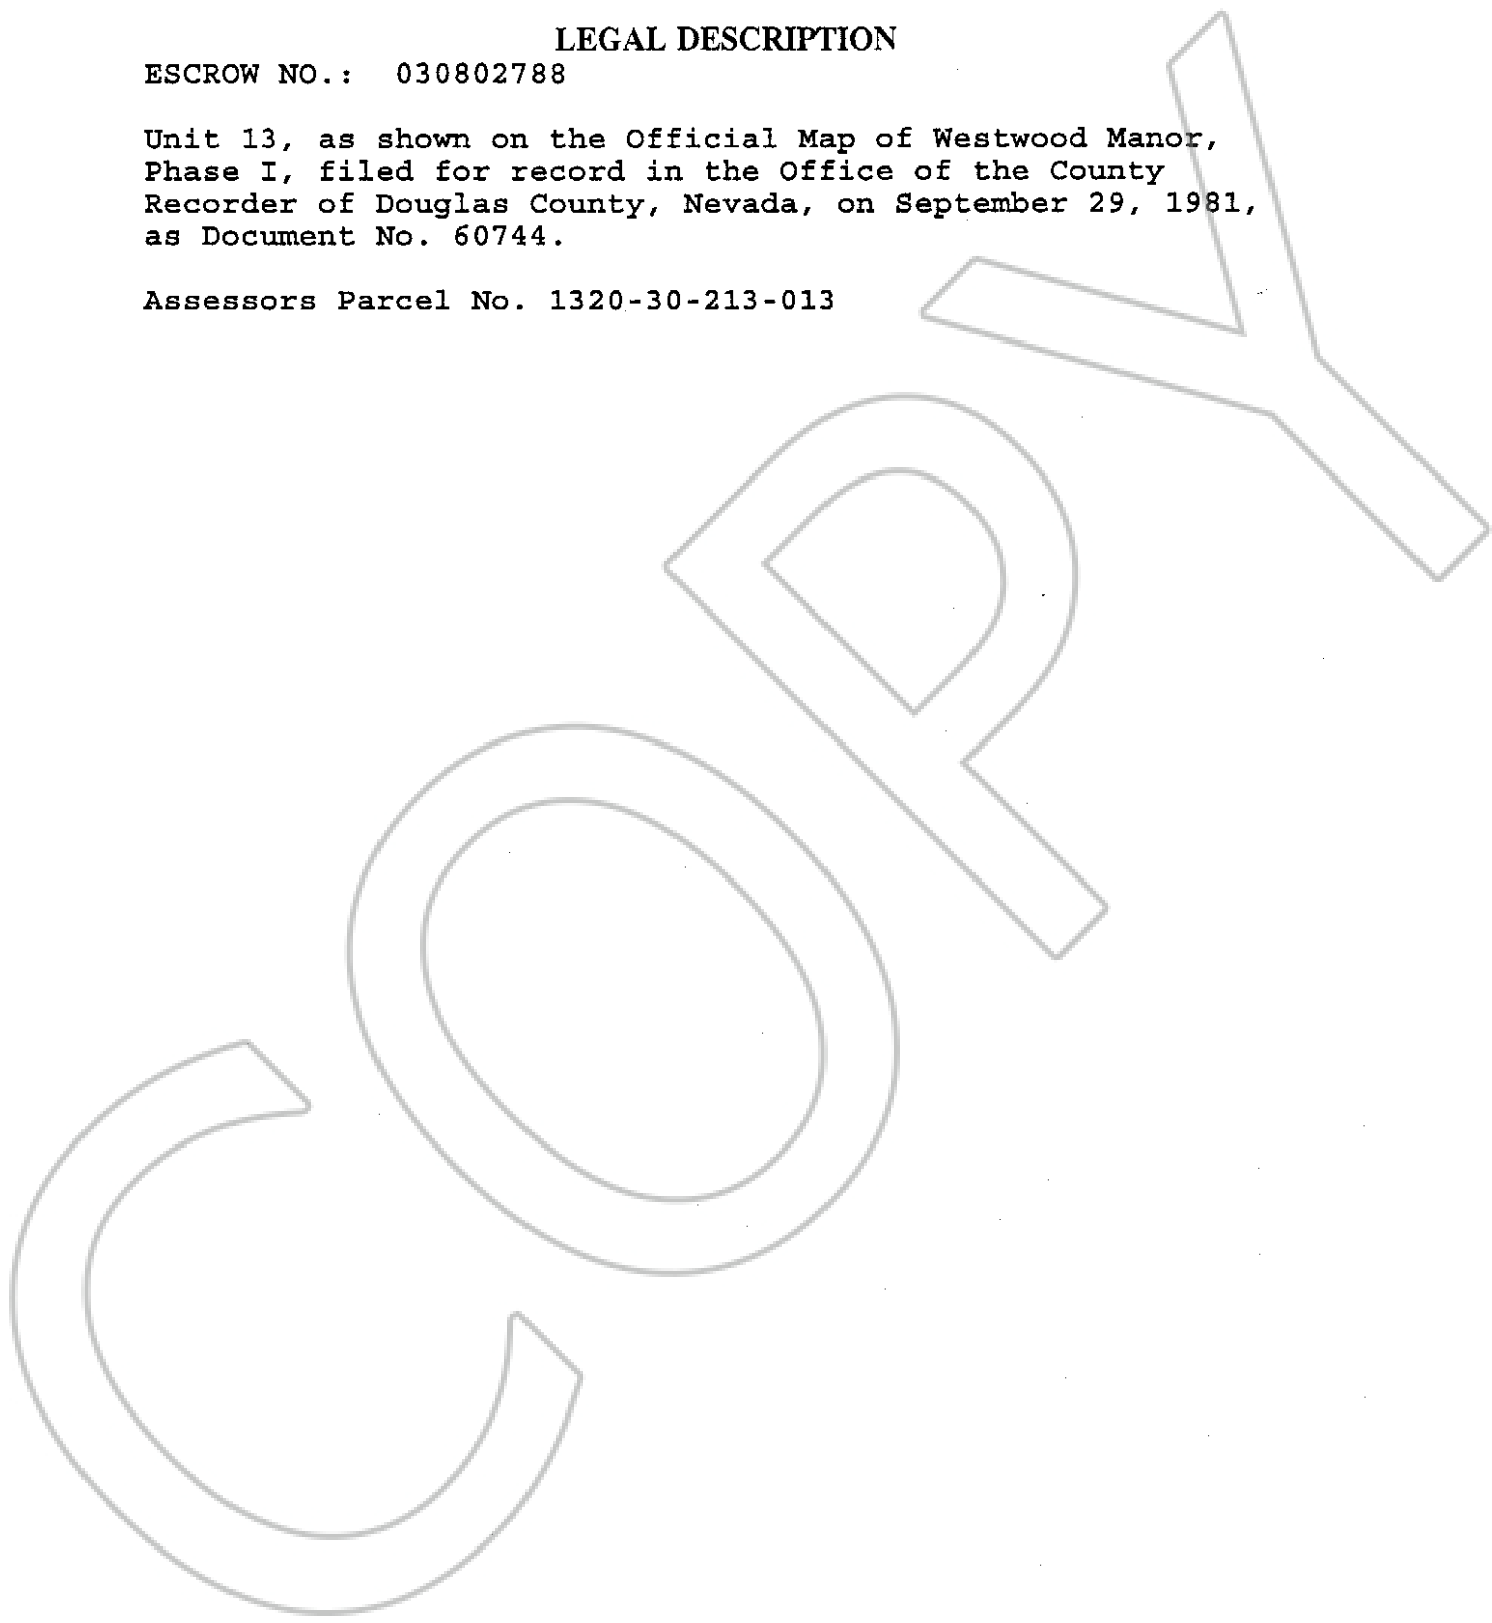 LEGAL DESCRIPTION
ESCROW NO.: 030802788
Unit 13, as shown on the Official Map of Westwood Manor,
Phase I, filed for record in the Office of the County
Recorder of Douglas County, Nevada, on September 29, 1981,
as Document No. 60744.
Assessors Parcel No. 1320-30-213-013
COPY